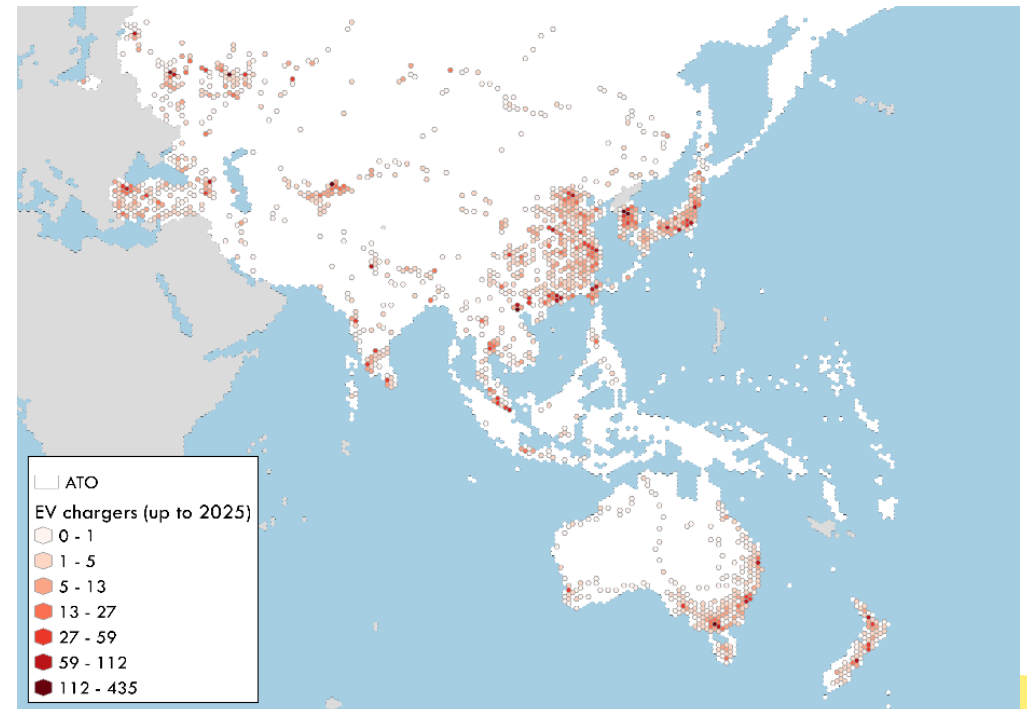 ATO
EV chargers (up to 2025)
0 - 1
1 - 5
5 - 13
13 - 27
27 - 59
59 - 112
112 - 435